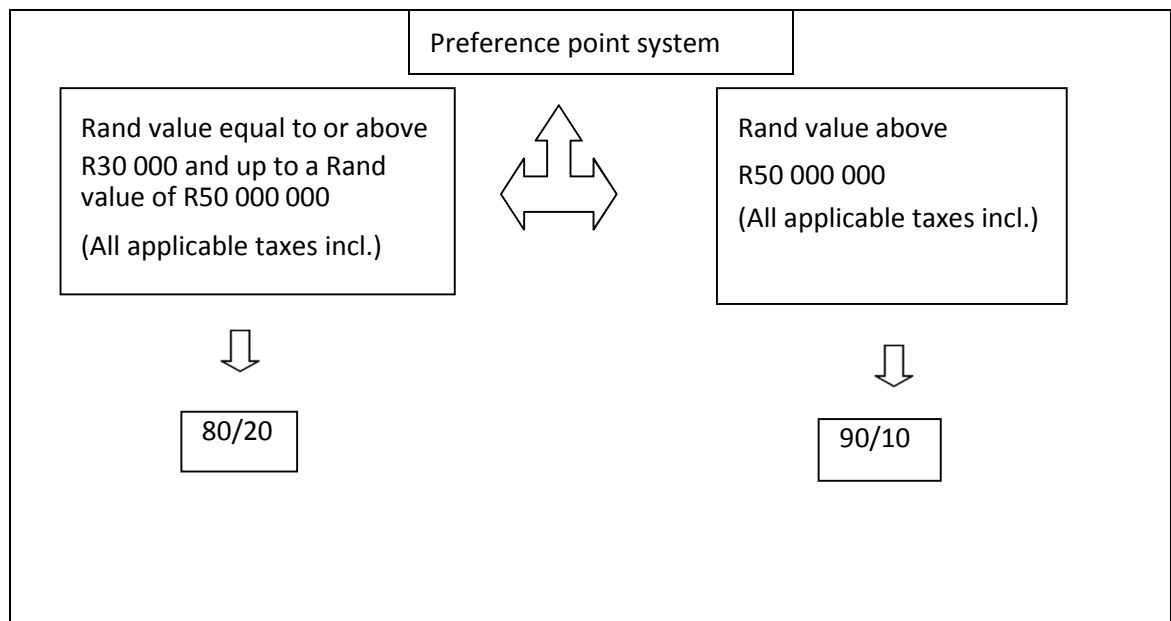 Preference point system
Rand value equal to or above
R30 000 and up to a Rand
value of R50 000 000
(All applicable taxes incl.)
Rand value above
R50 000 000
(All applicable taxes incl.)
80/20
90/10